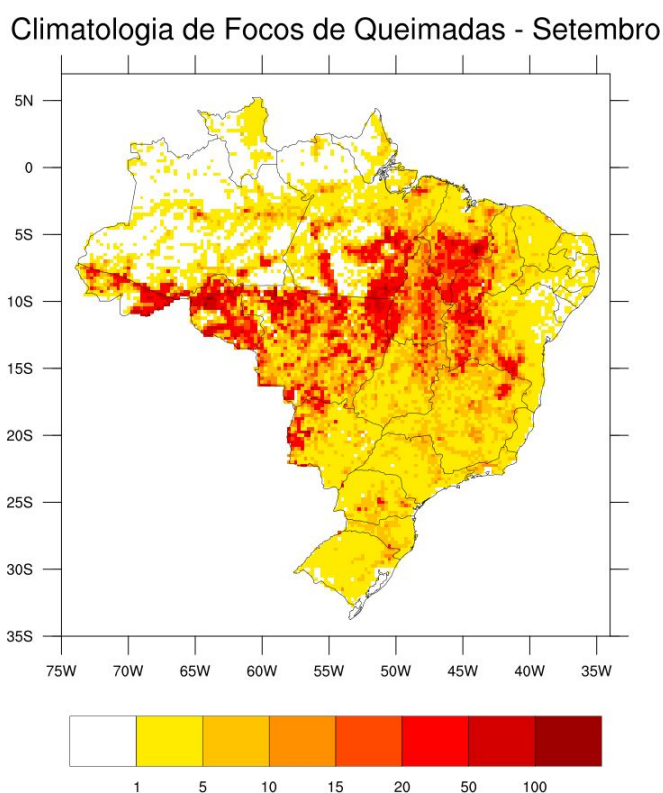 Climatologia de Focos de Queimadas - Setembro
5N
0
5S
10S
15S
20S
25S
30S
35S
75W 70W 65W 60W 55W 50W 45W 40W 35W
1 5 10 15 20 50 100